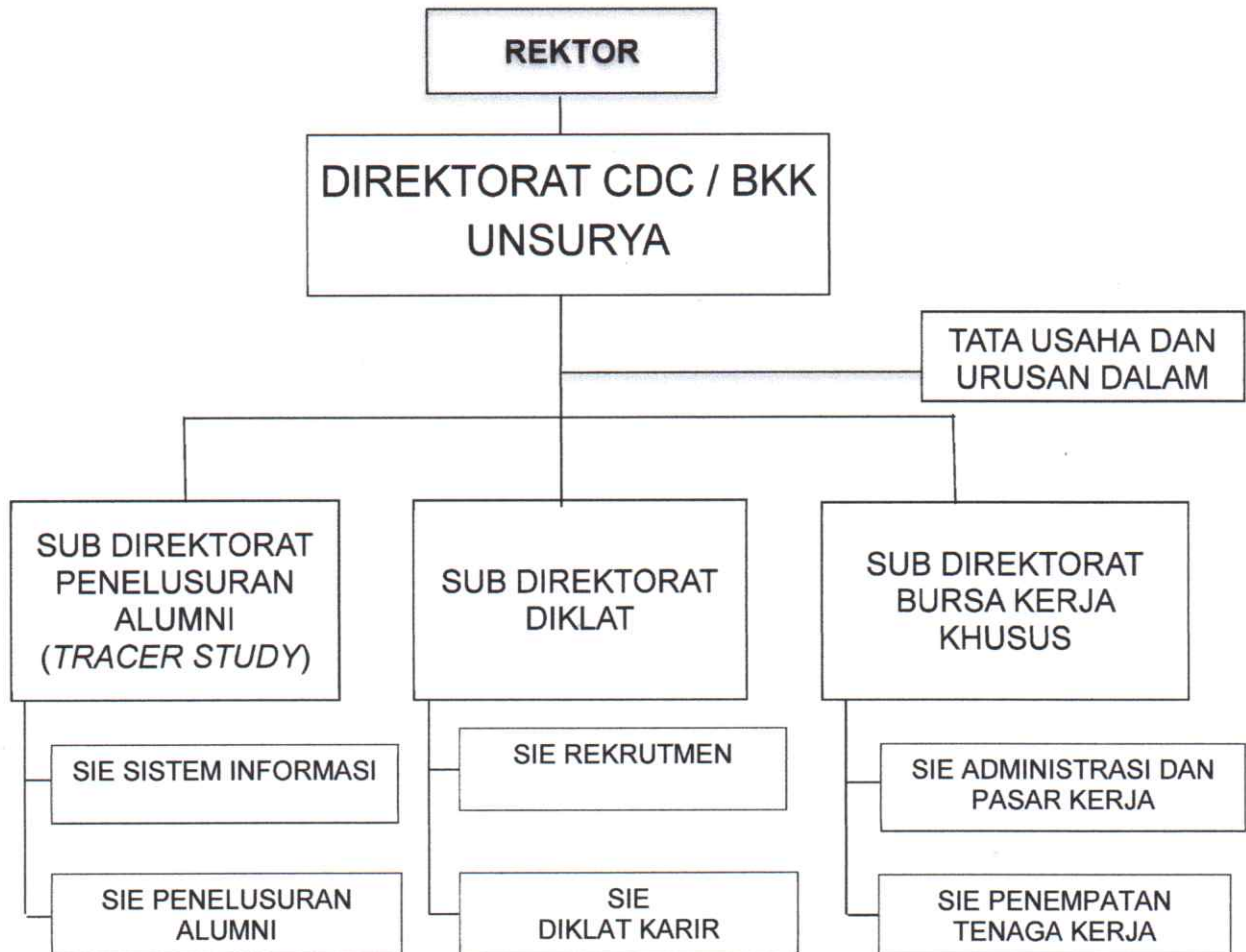 REKTOR
DIREKTORAT CDC / BKK
UNSURYA
TATA USAHA DAN
URUSAN DALAM
SUB DIREKTORAT
PENELUSURAN
ALUMNI
(TRACER STUDY)
SUB DIREKTORAT
DIKLAT
SUB DIREKTORAT
BURSA KERJA
KHUSUS
SIE SISTEM INFORMASI
SIE REKRUTMEN
SIE ADMINISTRASI DAN
PASAR KERJA
SIE PENELUSURAN
ALUMNI
SIE
DIKLAT KARIR
SIE PENEMPATAN
TENAGA KERJA